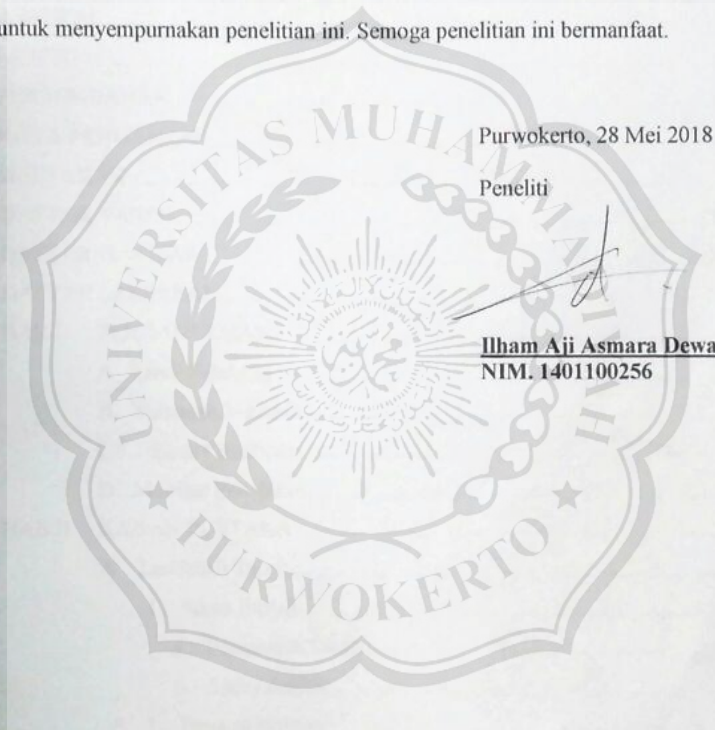 untuk menyempurnakan penelitian ini. Semoga penelitian ini bermanfaat.
Purwokerto, 28 Mei 2018
Peneliti
Ilham Aji Asmara Dewa
NIM. 1401100256
UNIVERSITAS MUHAMMADIYAH
PURWOKERTO
محمد